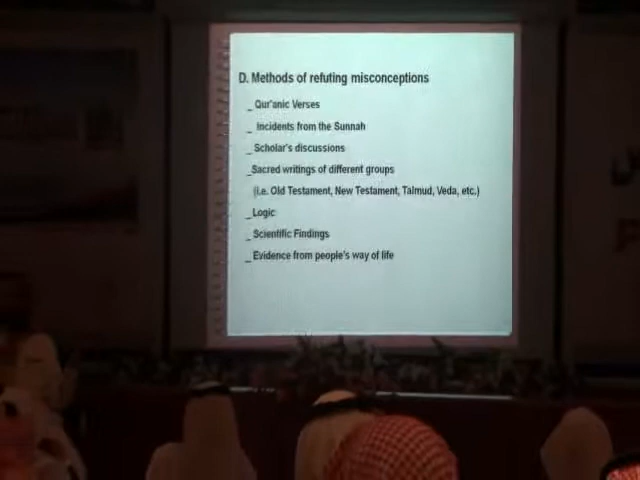 D. Methods of refuting misconceptions
_ Qur'anic Verses
_ Incidents from the Sunnah
_ Scholar's discussions
_Sacred writings of different groups
(i.e. Old Testament, New Testament, Talmud, Veda, etc.)
_Logic
_ Scientific Findings
_ Evidence from people's way of life